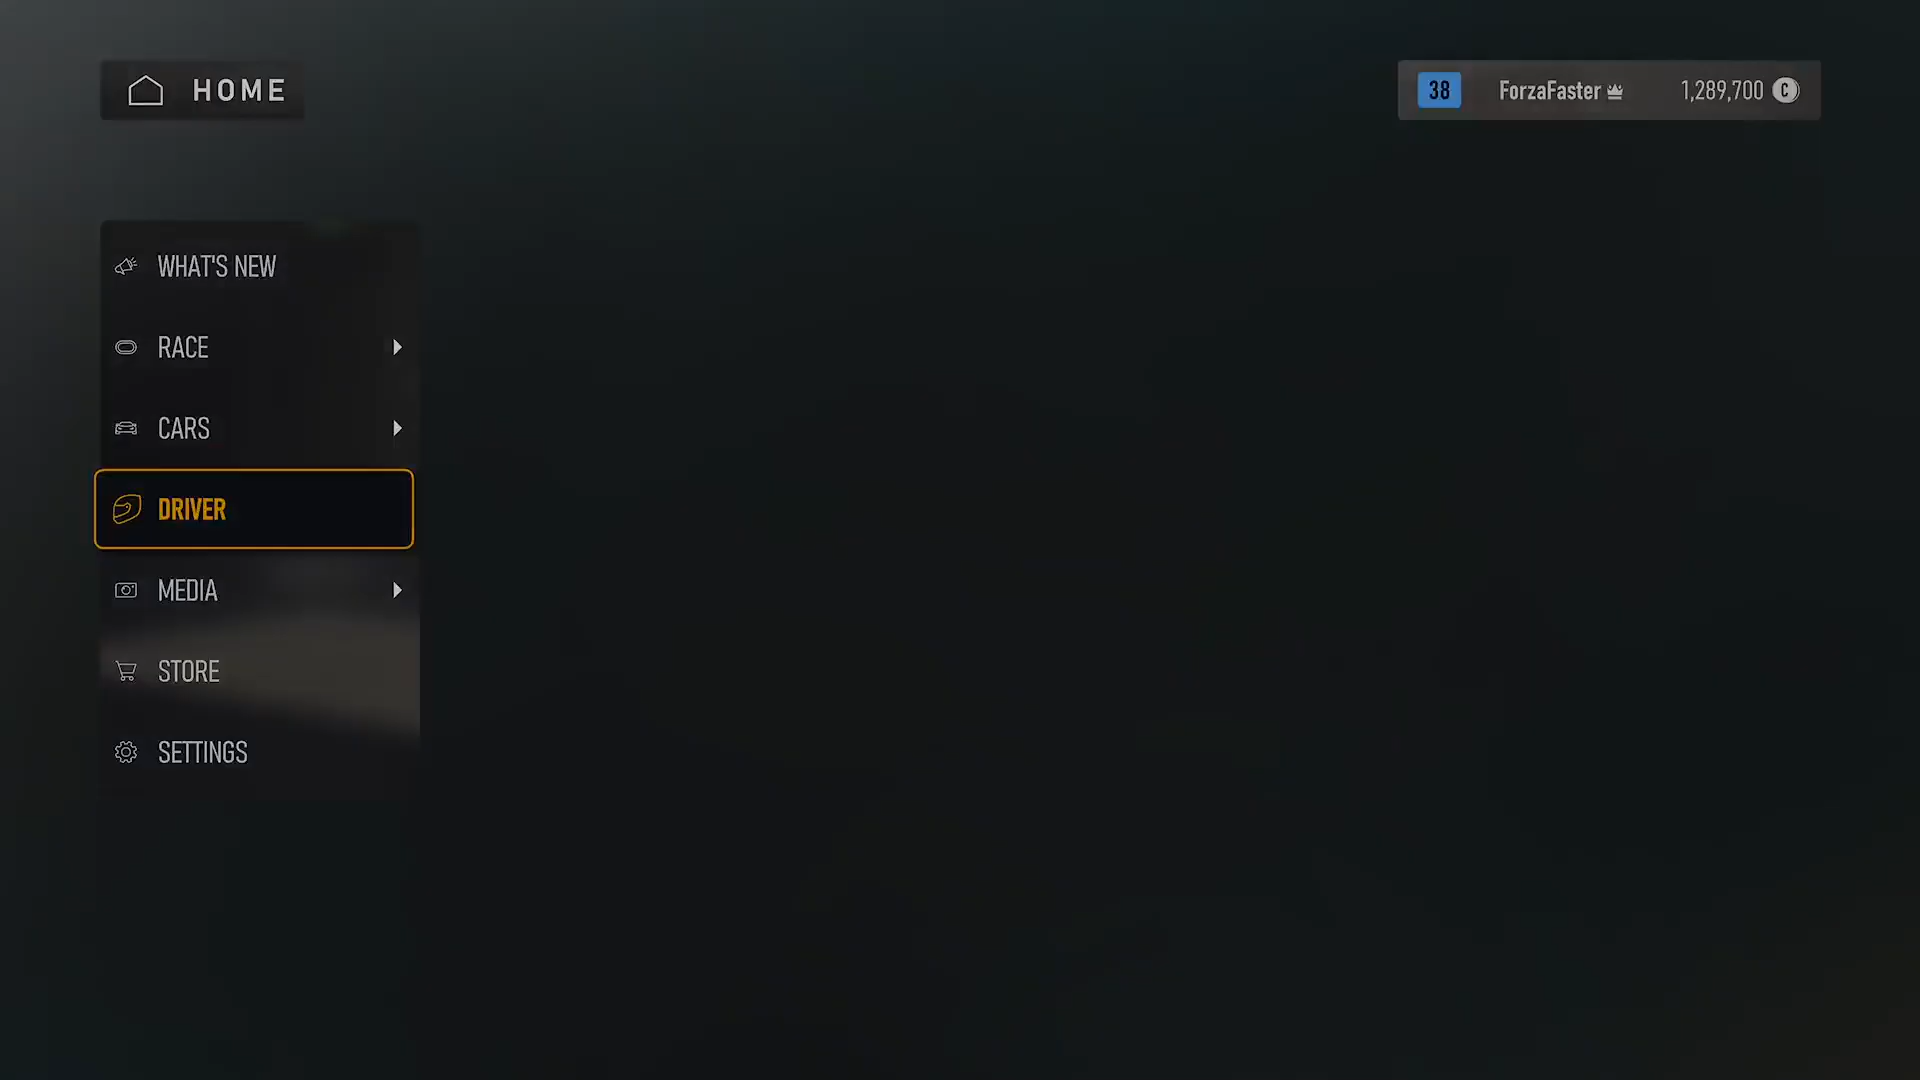 HOME
38 ForzaFaster 1,289,700 C
WHAT'S NEW
RACE
CARS
DRIVER
MEDIA
STORE
SETTINGS